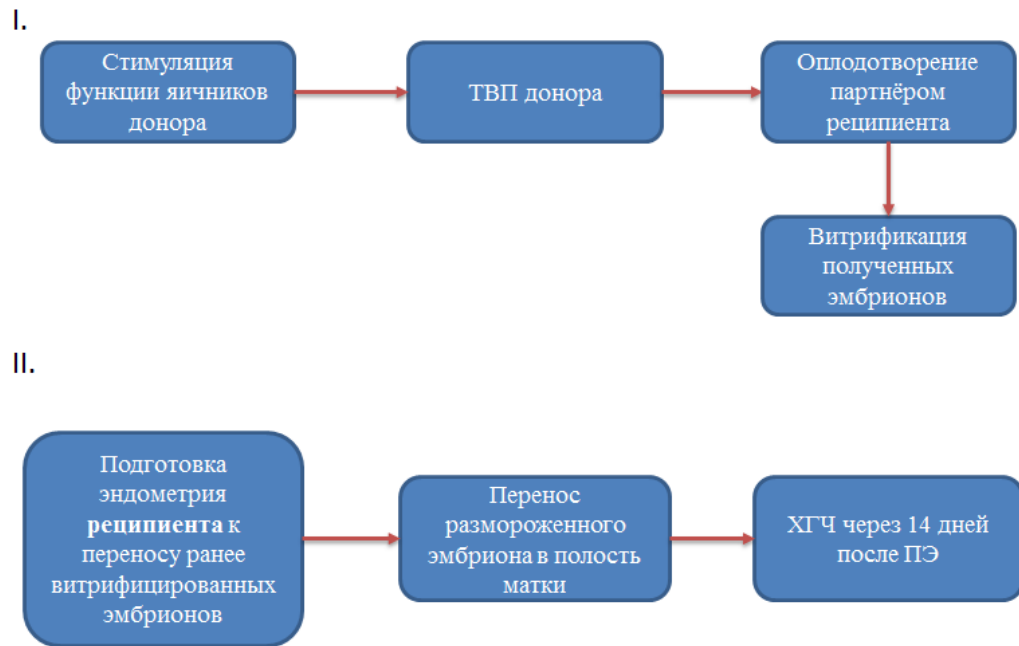 I.
Стимуляция
функции яичников
донора
ТВП донора
Оплодотворение
партнёром
реципиента
Витрификация
полученных
эмбрионов
II.
Подготовка
эндометрия
реципиента к
переносу ранее
витрифицированных
эмбрионов
Перенос
размороженного
эмбриона в полость
матки
ХГЧ через 14 дней
после ПЭ